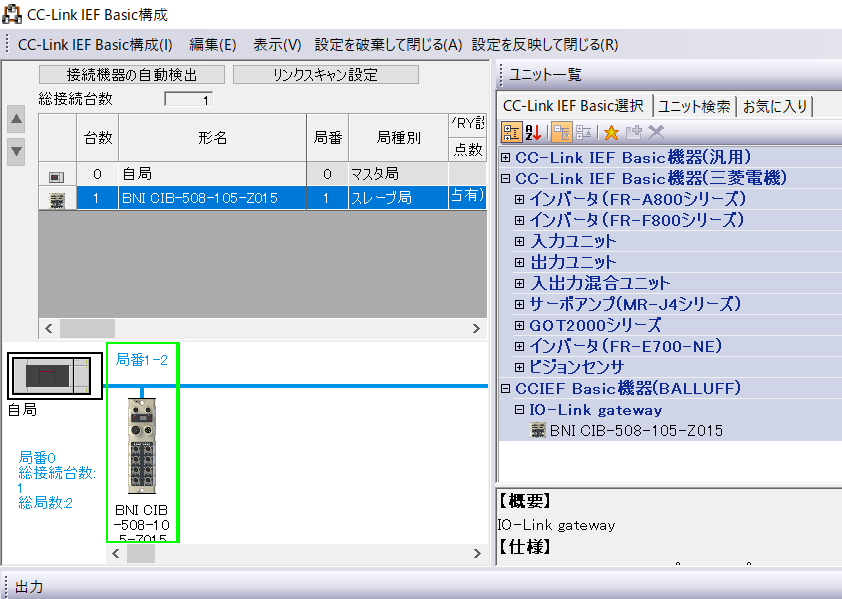 CC-Link IEF Basic構成
CC-Link IEF Basic構成(I) 編集(E) 表示(V) 設定を破棄して閉じる(A) 設定を反映して閉じる(R)
接続機器の自動検出 リンクスキャン設定
総接続台数 1
台数 形名 局番 局種別 点数
0 自局 0 マスタ局
1 BNI CIB-508-105-Z015 1 スレーブ局 占有)
局番1-2
自局
局番0
総接続台数:
1
総局数:2
BNI CIB
-508-10
5-Z015
ユニット一覧
CC-Link IEF Basic選択 ユニット検索 お気に入り
CC-Link IEF Basic機器(汎用)
CC-Link IEF Basic機器(三菱電機)
インバータ(FR-A800シリーズ)
インバータ(FR-F800シリーズ)
入力ユニット
出力ユニット
入出力混合ユニット
サーボアンプ(MR-J4シリーズ)
GOT2000シリーズ
インバータ(FR-E700-NE)
ビジョンセンサ
CCIEF Basic機器(BALLUFF)
IO-Link gateway
BNI CIB-508-105-Z015
【概要】
IO-Link gateway
【仕様】
出力